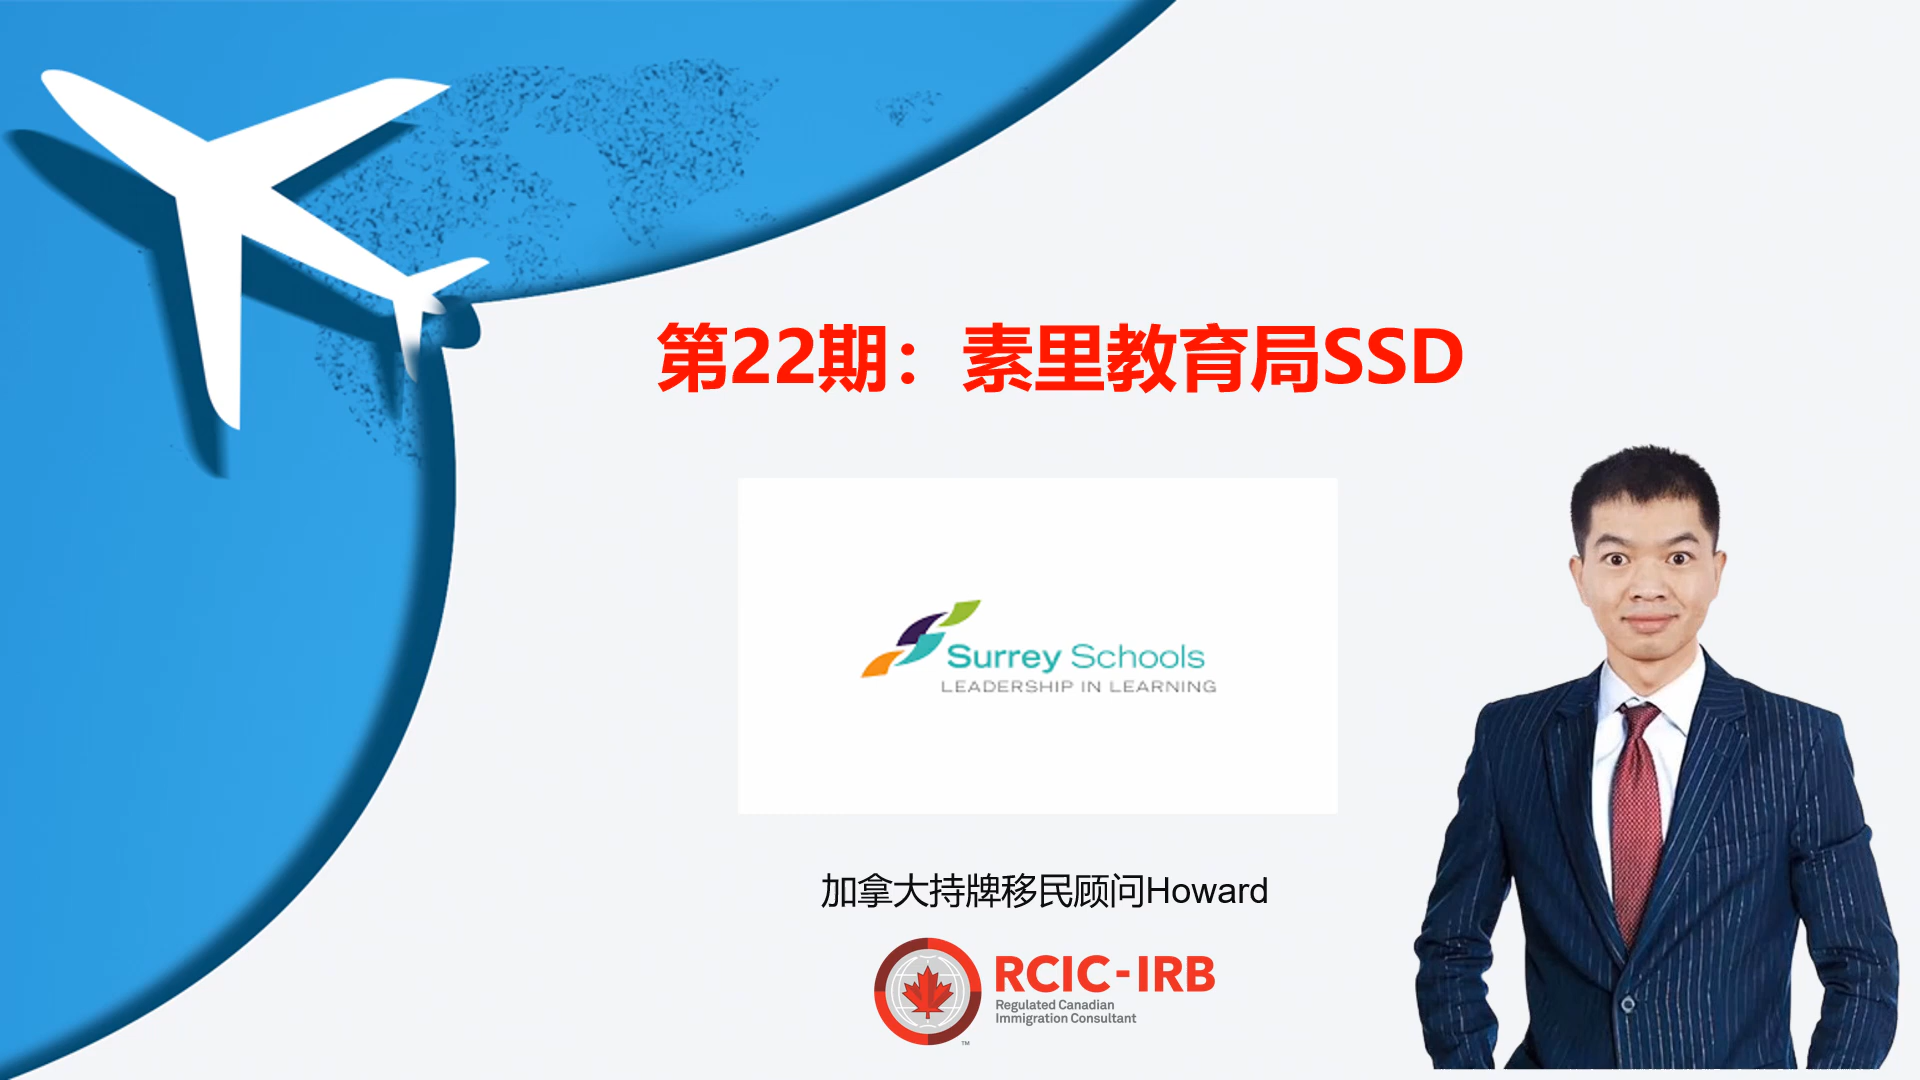 第22期：素里教育局SSD
Surrey Schools
LEADERSHIP IN LEARNING
加拿大持牌移民顾问Howard
RCIC-IRB
Regulated Canadian
Immigration Consultant
TM